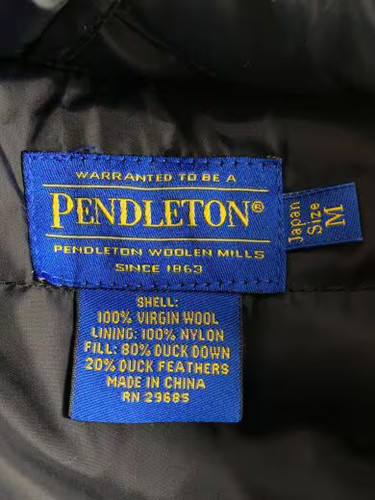 WARRANTED TO BE A
PENDLETON®
PENDLETON WOOLEN MILLS
SINCE 1863
Japan
Size
M
SHELL:
100% VIRGIN WOOL
LINING: 100% NYLON
FILL: 80% DUCK DOWN
20% DUCK FEATHERS
MADE IN CHINA
RN 29685